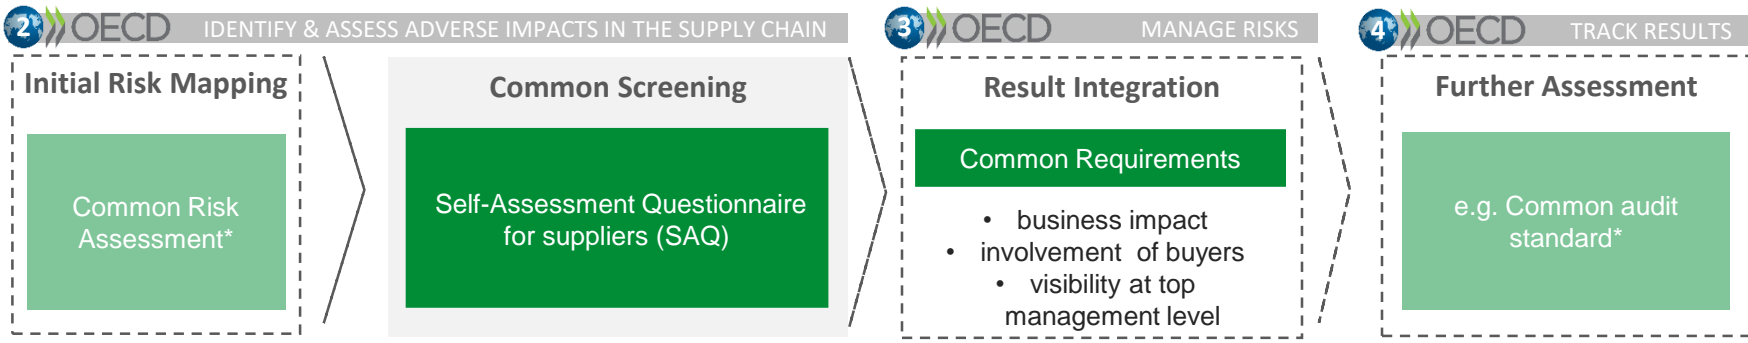 2 OECD IDENTIFY & ASSESS ADVERSE IMPACTS IN THE SUPPLY CHAIN
Initial Risk Mapping
Common Risk
Assessment*
Common Screening
Self-Assessment Questionnaire
for suppliers (SAQ)
3 OECD MANAGE RISKS
Result Integration
Common Requirements
• business impact
• involvement of buyers
• visibility at top
management level
4 OECD TRACK RESULTS
Further Assessment
e.g. Common audit
standard*